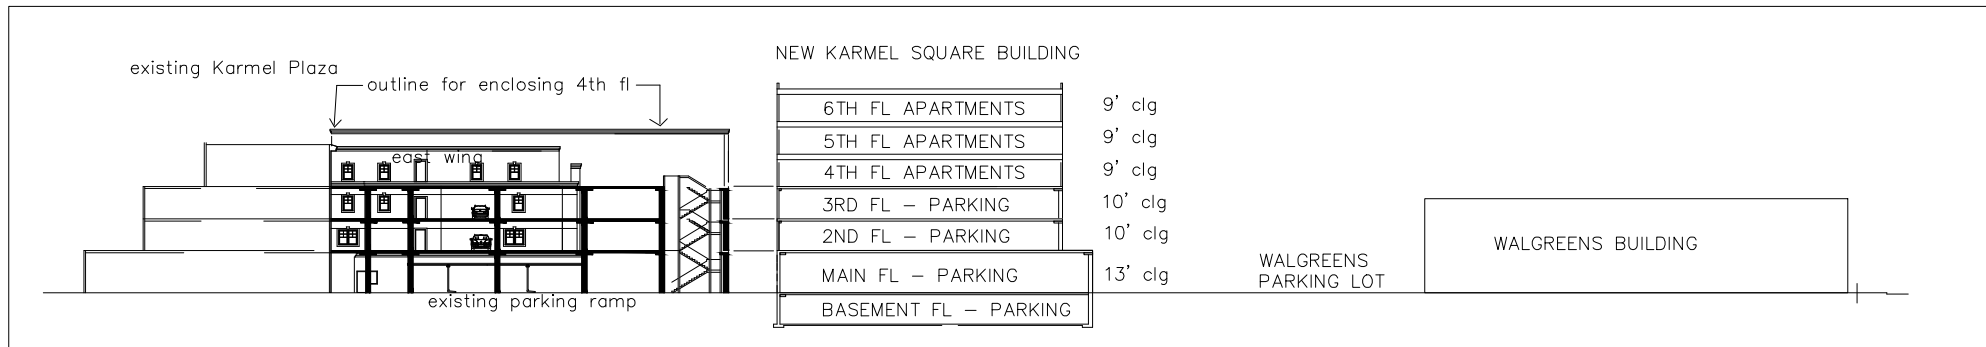 NEW KARMEL SQUARE BUILDING
existing Karmel Plaza
outline for enclosing 4th fl
6TH FL APARTMENTS 9' clg
5TH FL APARTMENTS 9' clg
east wing
4TH FL APARTMENTS 9' clg
3RD FL – PARKING 10' clg
2ND FL – PARKING 10' clg
WALGREENS BUILDING
WALGREENS
PARKING LOT
MAIN FL – PARKING 13' clg
existing parking ramp
BASEMENT FL – PARKING